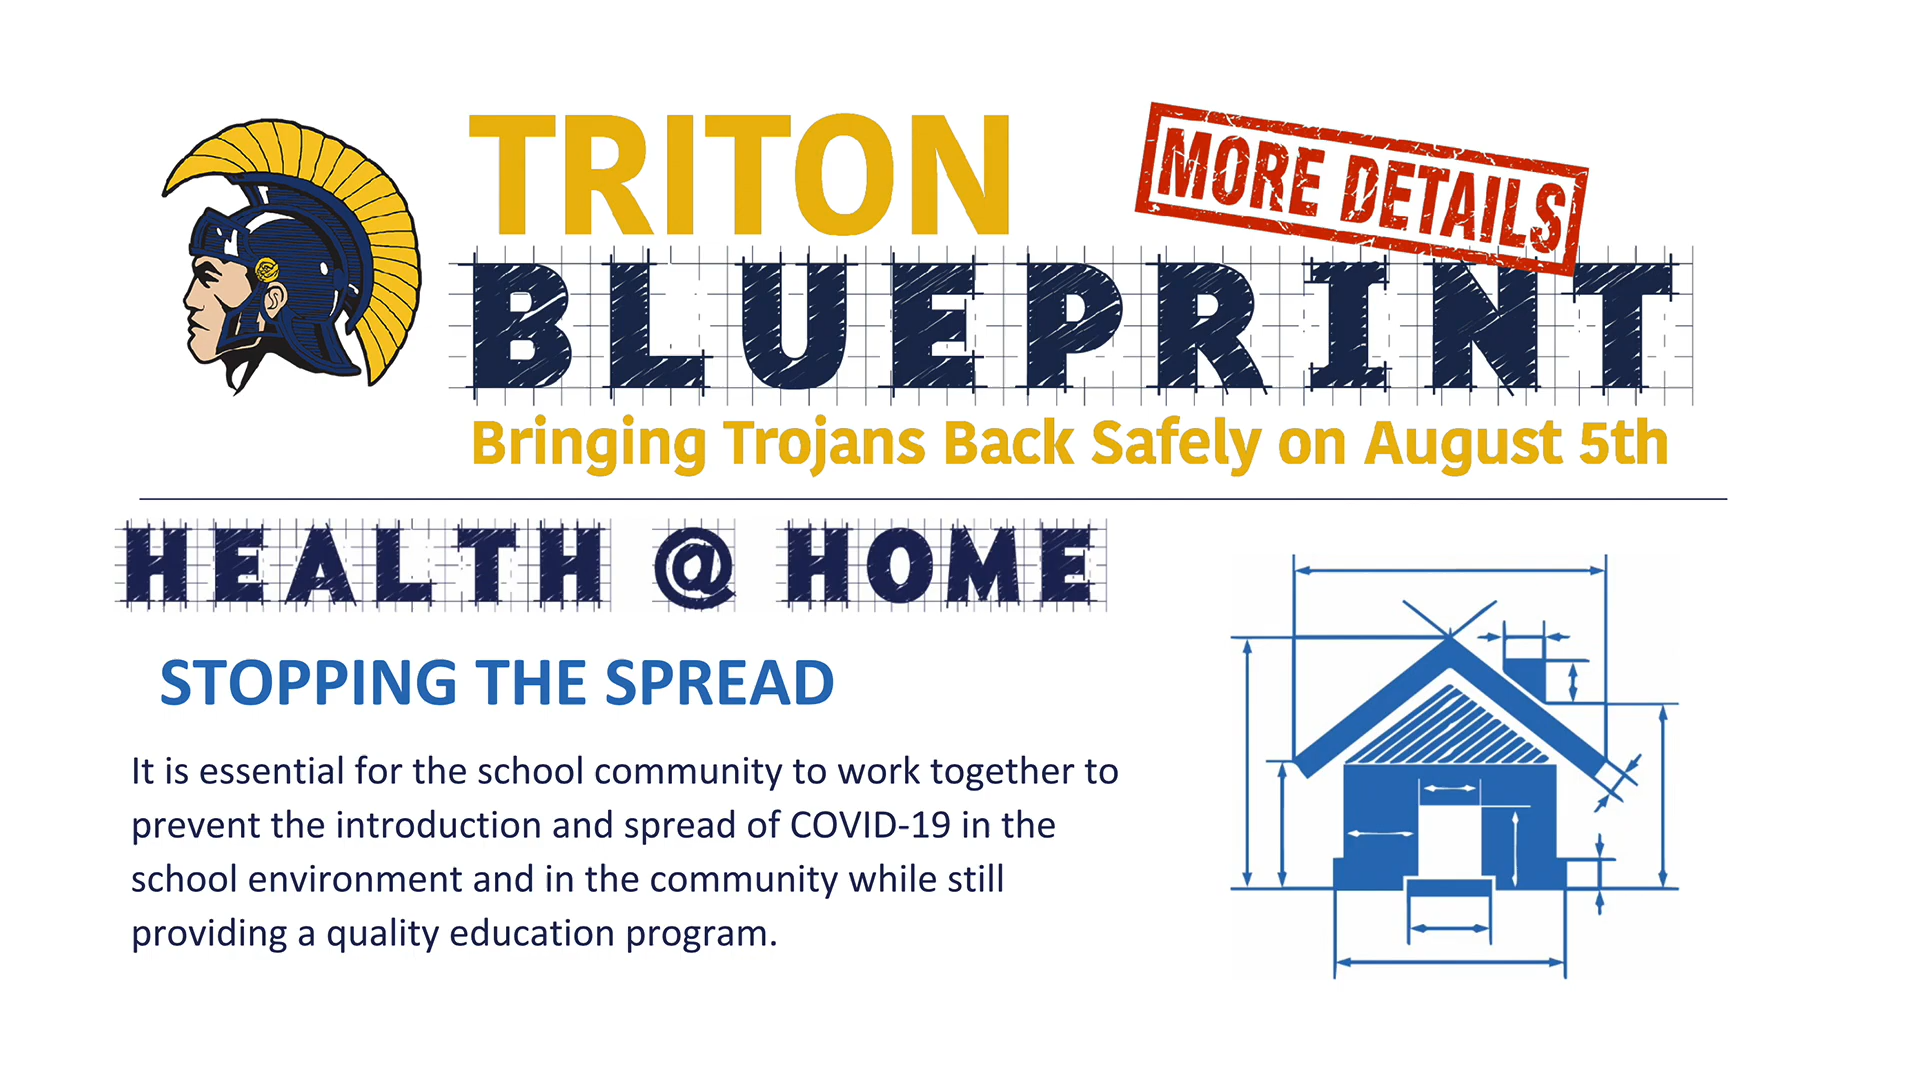 TRITON
MORE DETAILS
BLUEPRINT
Bringing Trojans Back Safely on August 5th
HEALTH @ HOME
STOPPING THE SPREAD
It is essential for the school community to work together to
prevent the introduction and spread of COVID-19 in the
school environment and in the community while still
providing a quality education program.